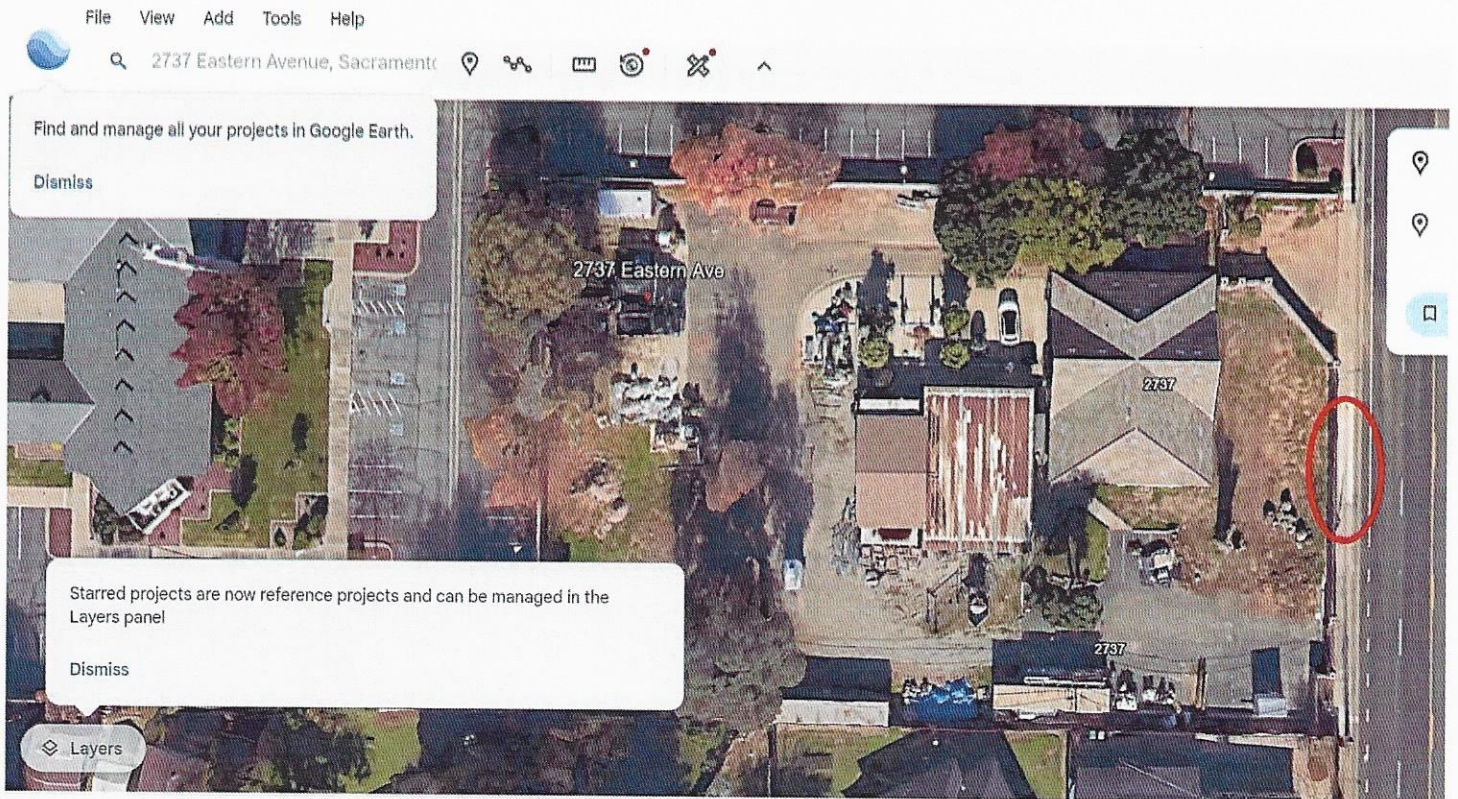 File View Add Tools Help
2737 Eastern Avenue, Sacramento
Find and manage all your projects in Google Earth.
Dismiss
2737 Eastern Ave
2737
2737
Starred projects are now reference projects and can be managed in the
Layers panel
Dismiss
Layers